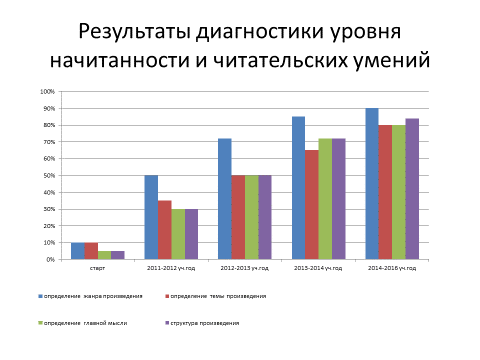 Результаты диагностики уровня
начитанности и читательских умений
100%
90%
80%
70%
60%
50%
40%
30%
20%
10%
0%
старт
2011-2012 уч.год
2012-2013 уч.год
2013-2014 уч.год
2014-2016 уч.год
определение жанра произведения
определение темы произведения
определение главной мысли
структура произведения